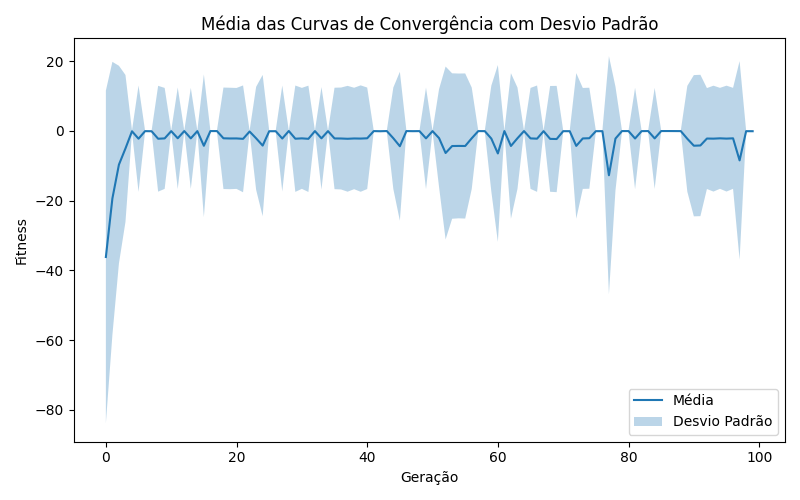 Média das Curvas de Convergência com Desvio Padrão
20
0
−20
−40
−60
−80
Fitness
Média
Desvio Padrão
0
20
40
60
80
100
Geração